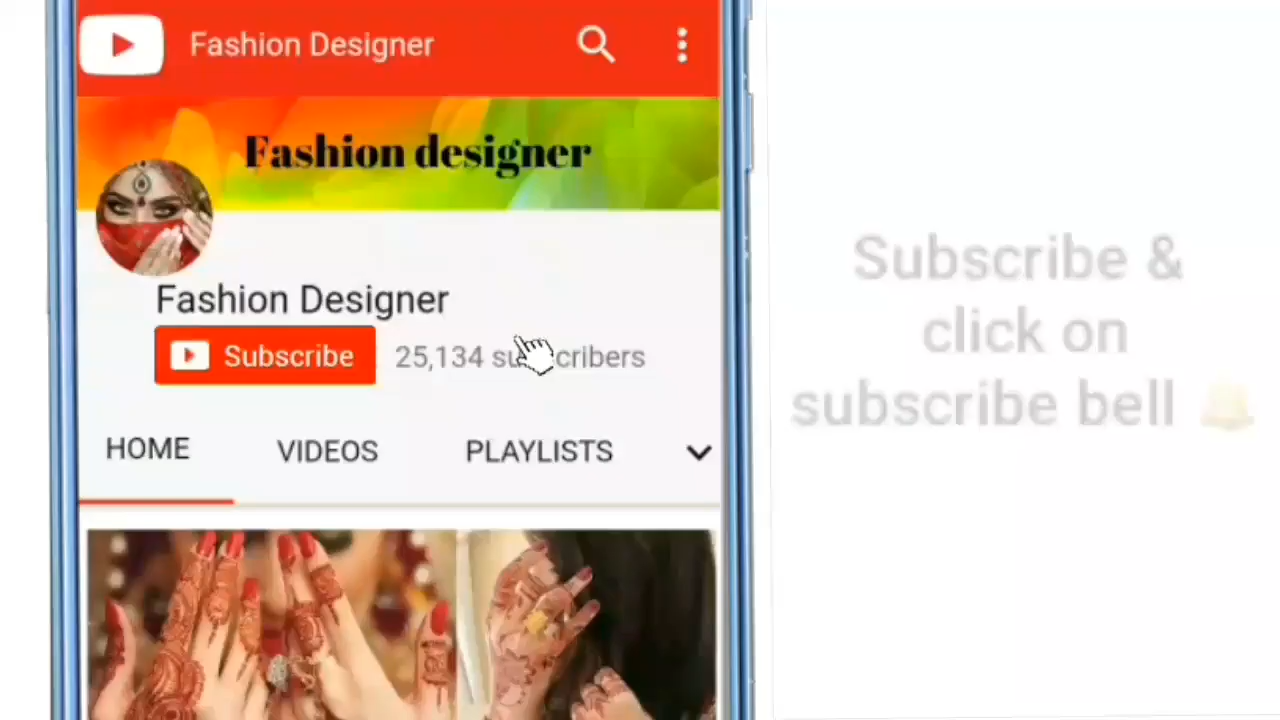 Fashion Designer
Fashion designer
Fashion Designer
Subscribe 25,134 subscribers
HOME VIDEOS PLAYLISTS
Subscribe &
click on
subscribe bell 🔔